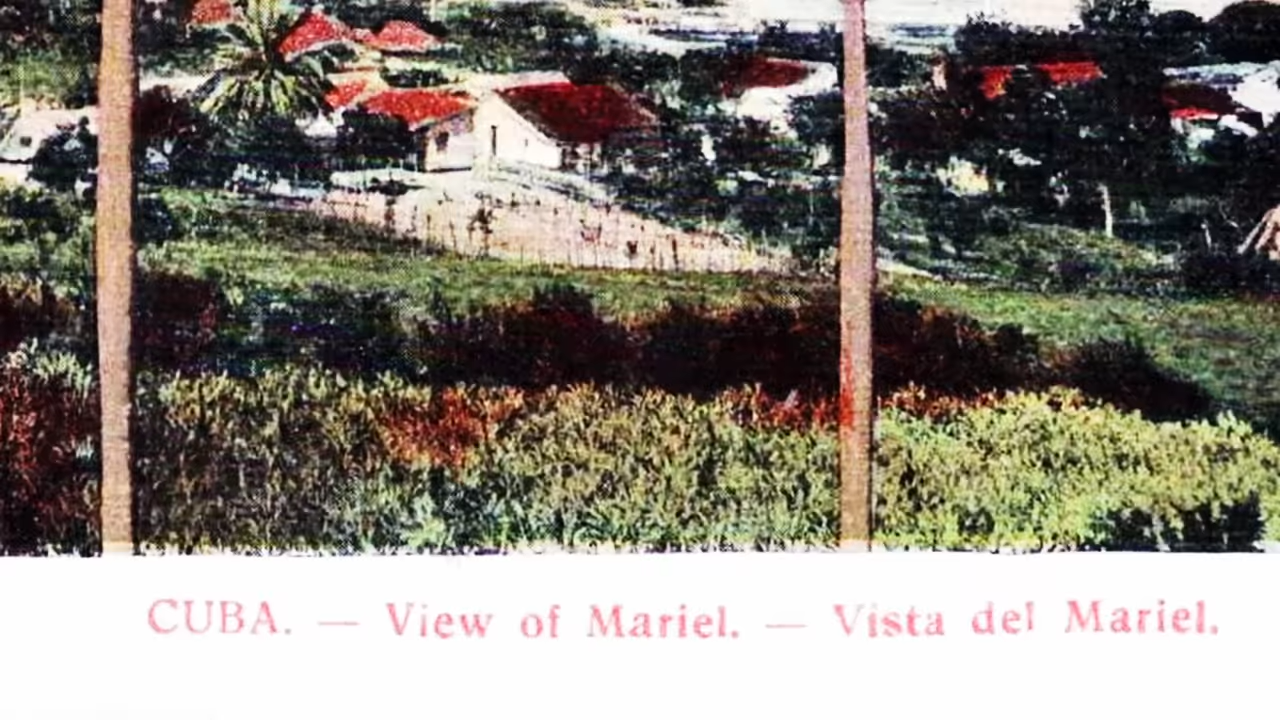 CUBA. — View of Mariel. — Vista del Mariel.